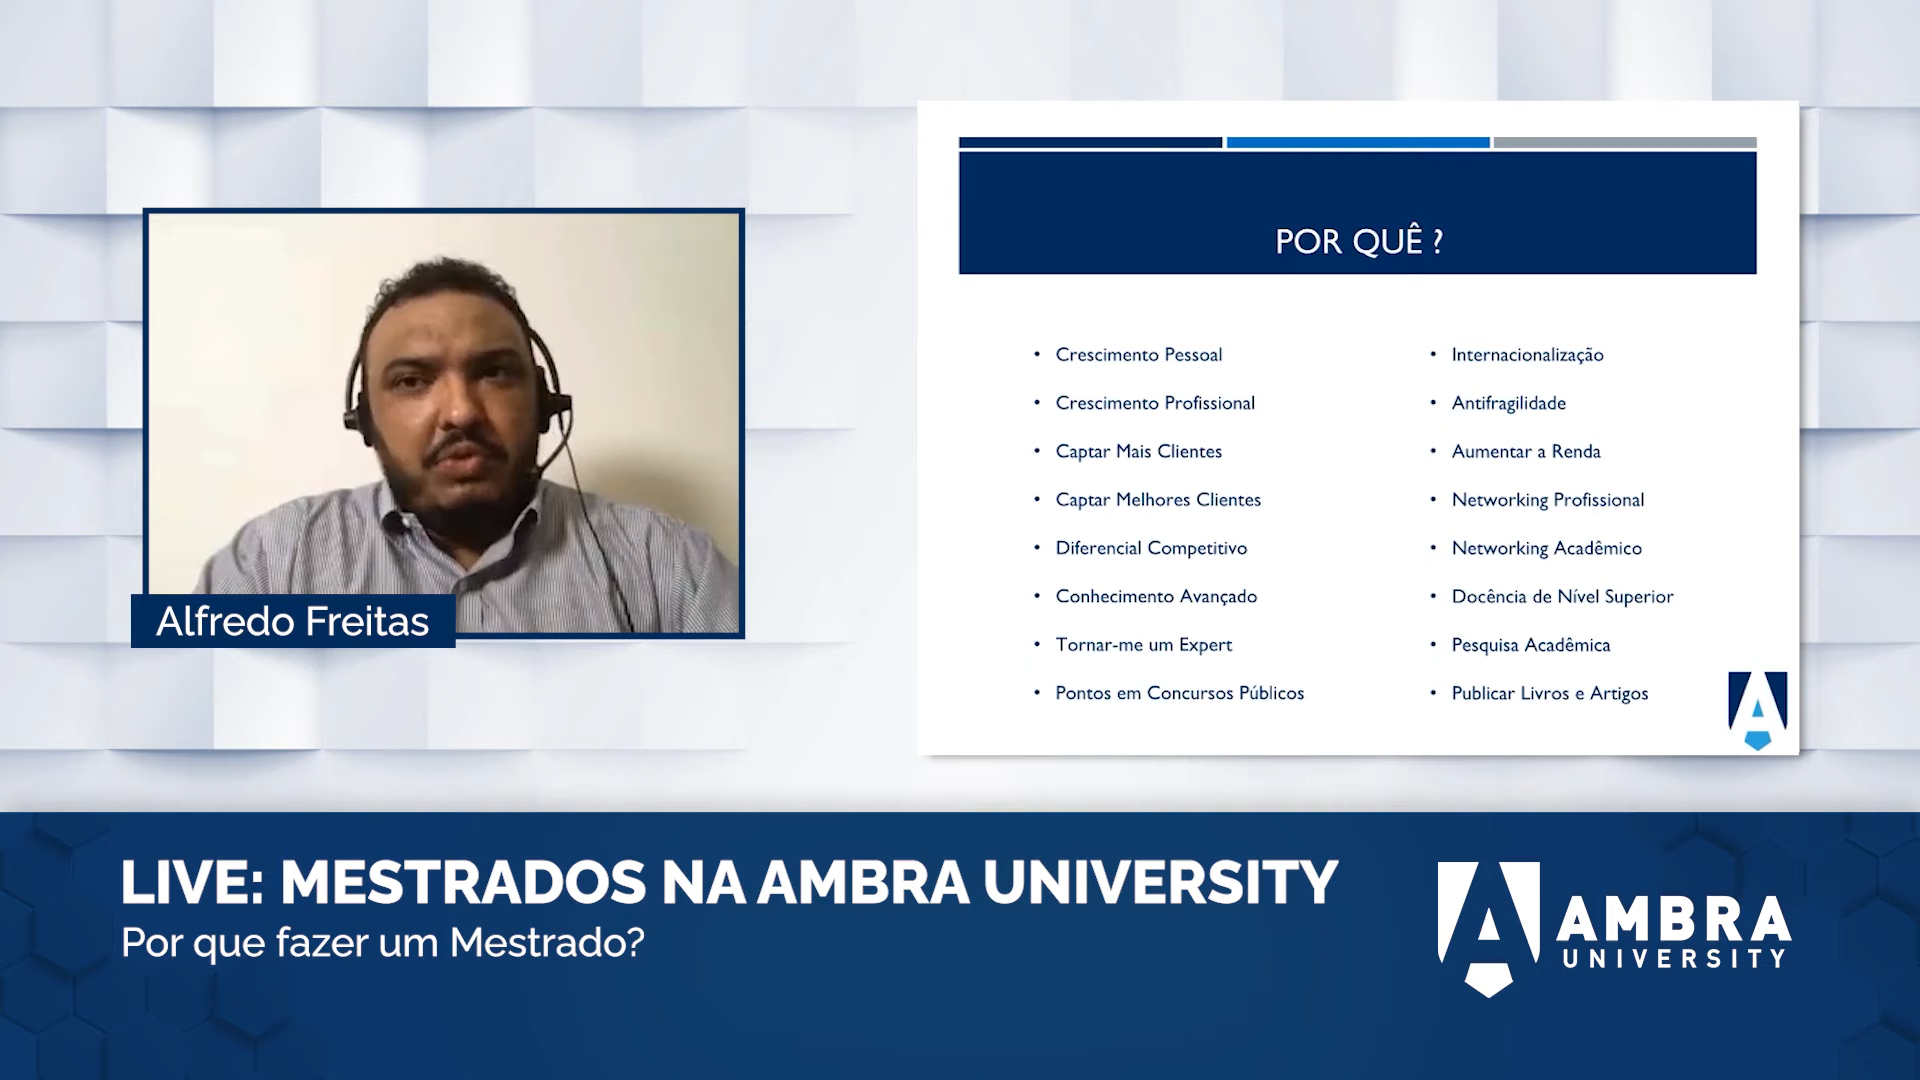 POR QUÊ ?
• Crescimento Pessoal
• Crescimento Profissional
• Captar Mais Clientes
• Captar Melhores Clientes
• Diferencial Competitivo
• Conhecimento Avançado
• Tornar-me um Expert
• Pontos em Concursos Públicos
• Internacionalização
• Antifragilidade
• Aumentar a Renda
• Networking Profissional
• Networking Acadêmico
• Docência de Nível Superior
• Pesquisa Acadêmica
• Publicar Livros e Artigos
Alfredo Freitas
LIVE: MESTRADOS NA AMBRA UNIVERSITY
Por que fazer um Mestrado?
AMBRA
UNIVERSITY